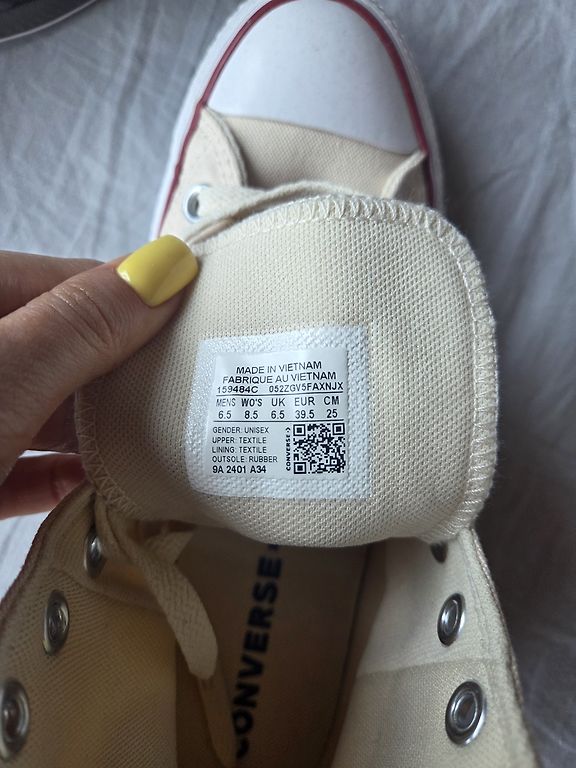 MADE IN VIETNAM
FABRIQUE AU VIETNAM
159484C 052ZGV5FAXNJX
MENS WO'S UK EUR CM
6.5 8.5 6.5 39.5 25
GENDER: UNISEX
UPPER: TEXTILE
LINING: TEXTILE
OUTSOLE: RUBBER
9A 2401 A34
CONVERSE
CONVERSE